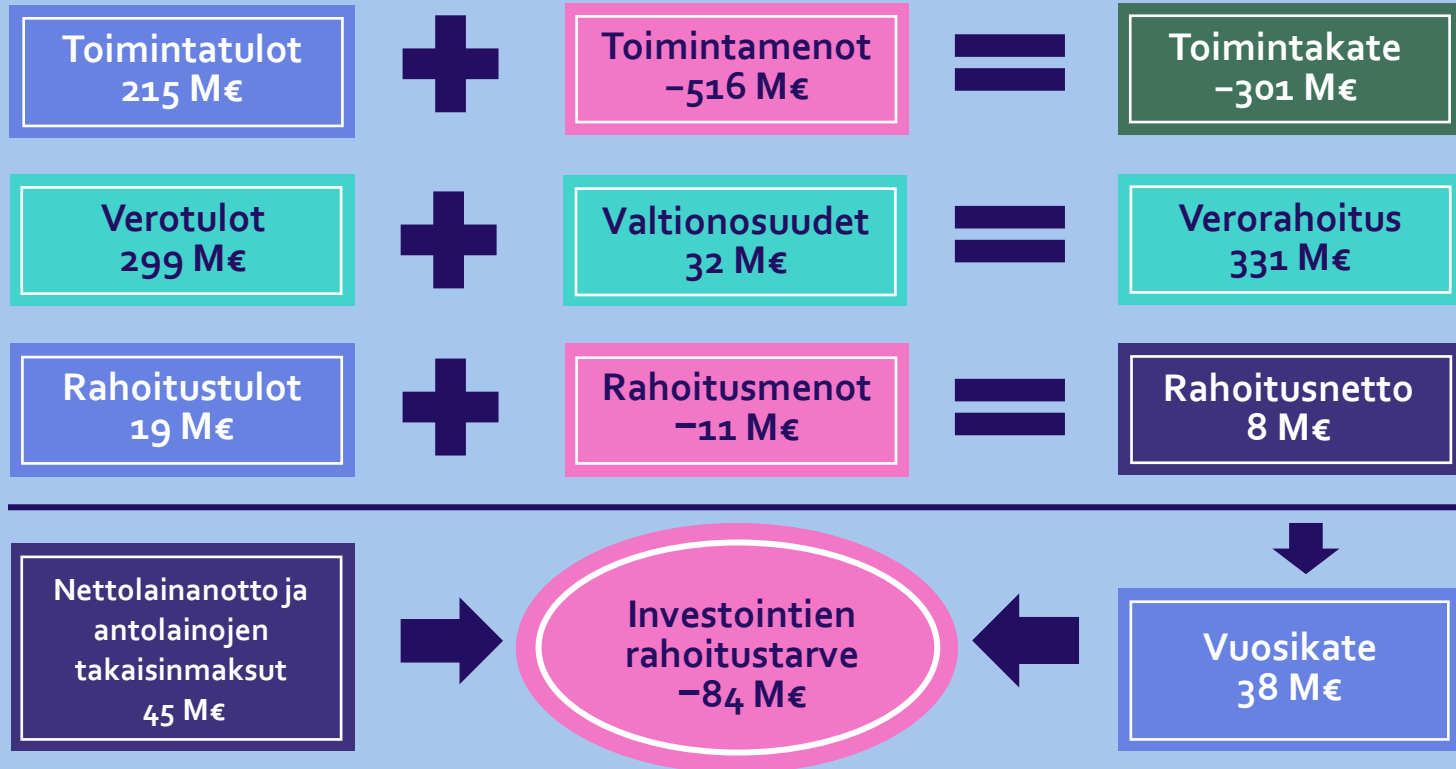 Toimintatulot
215 M€
Toimintamenot
–516 M€
Toimintakate
–301 M€
Verotulot
299 M€
Valtionosuudet
32 M€
Verorahoitus
331 M€
Rahoitustulot
19 M€
Rahoitusmenot
–11 M€
Rahoitusnetto
8 M€
Nettolainanotto ja
antolainojen
takaisinmaksut
45 M€
Investointien
rahoitustarve
–84 M€
Vuosikate
38 M€